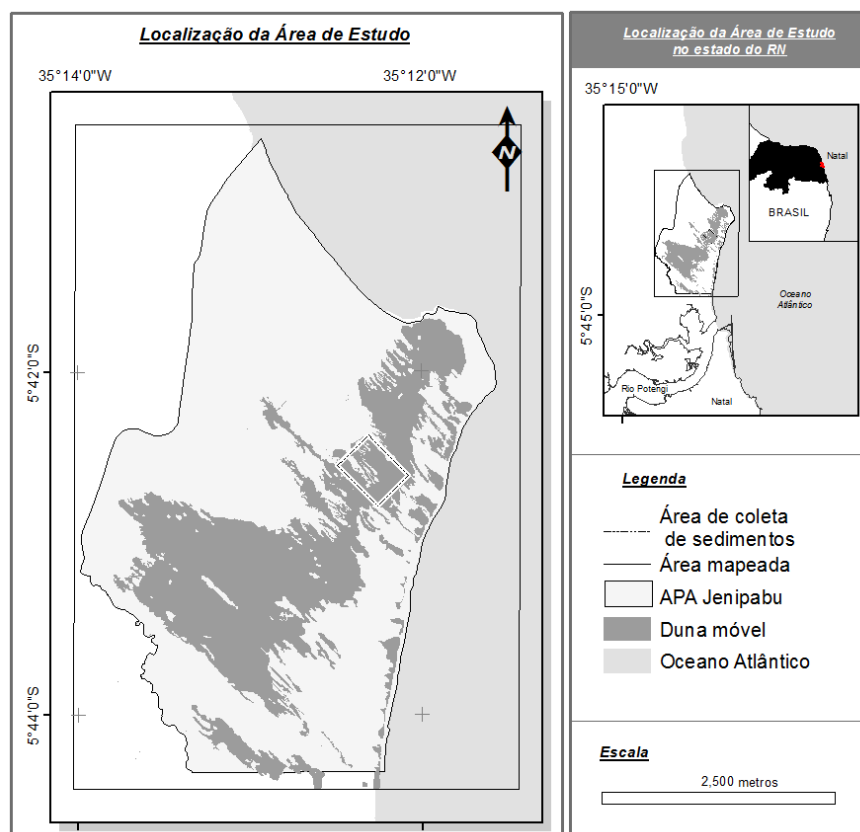 Localização da Área de Estudo
35°14'0"W
35°12'0"W
N
5°42'0"S
5°44'0"S
Localização da Área de Estudo
no estado do RN
35°15'0"W
Natal
BRASIL
5°45'0"S
Oceano
Atlântico
Rio Potengi
Natal
Legenda
Área de coleta
de sedimentos
Área mapeada
APA Jenipabu
Duna móvel
Oceano Atlântico
Escala
2,500 metros